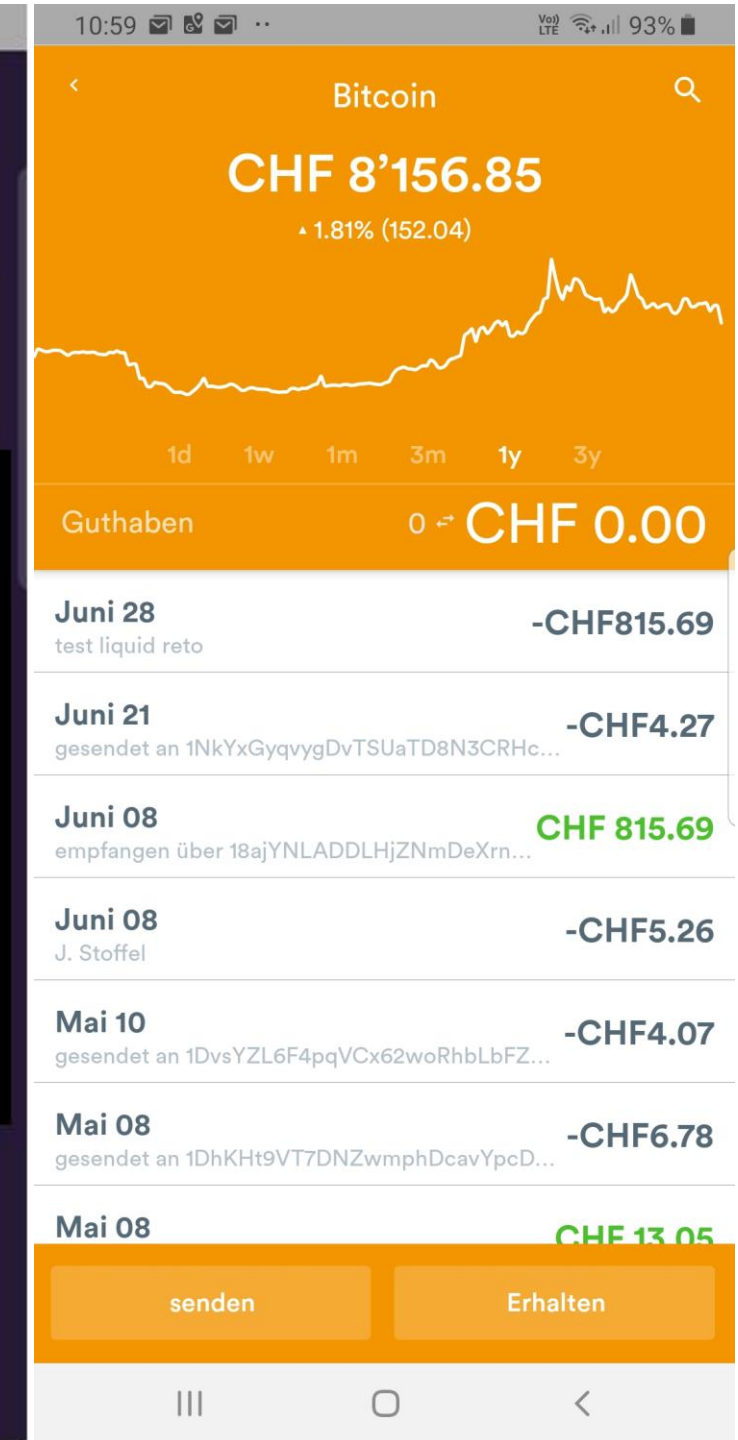 10:59
Vo)) LTE 93%
Bitcoin
CHF 8’156.85
1.81% (152.04)
1d 1w 1m 3m 1y 3y
Guthaben 0 CHF 0.00
Juni 28 -CHF815.69
test liquid reto
Juni 21 -CHF4.27
gesendet an 1NkYxGyqvygDvTSUaTD8N3CRHc...
Juni 08 CHF 815.69
empfangen über 18ajYNLADDLHjZNmDeXrn...
Juni 08 -CHF5.26
J. Stoffel
Mai 10 -CHF4.07
gesendet an 1DvsYZL6F4pqVCx62woRhbLbFZ...
Mai 08 -CHF6.78
gesendet an 1DhKHt9VT7DNZwmphDcavYpcD...
Mai 08 CHF 13.05
senden Erhalten